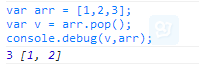 var arr = [1,2,3];
var v = arr.pop();
console.debug(v,arr);
3 [1, 2]